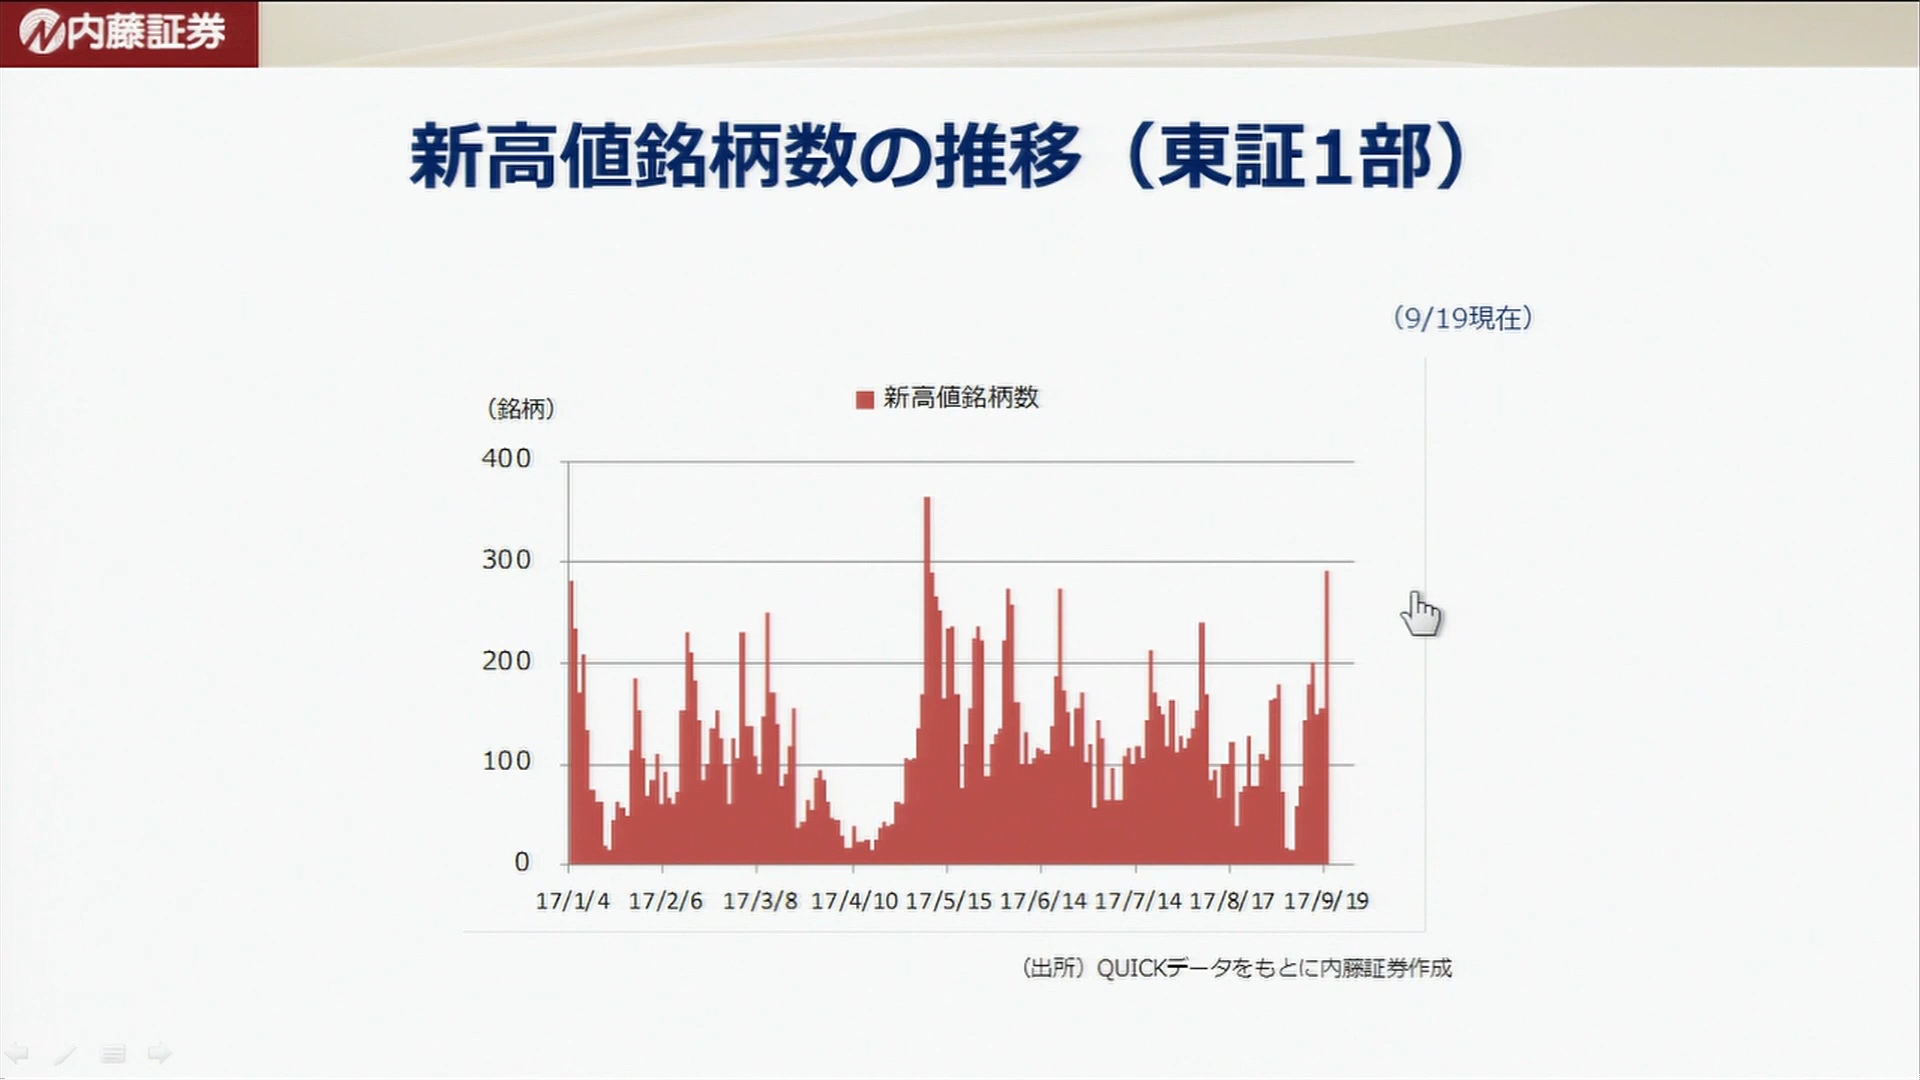 内藤証券
新高値銘柄数の推移（東証1部）
（9/19現在）
（銘柄）
新高値銘柄数
400
300
200
100
0
17/1/4 17/2/6 17/3/8 17/4/10 17/5/15 17/6/14 17/7/14 17/8/17 17/9/19
（出所）QUICKデータをもとに内藤証券作成